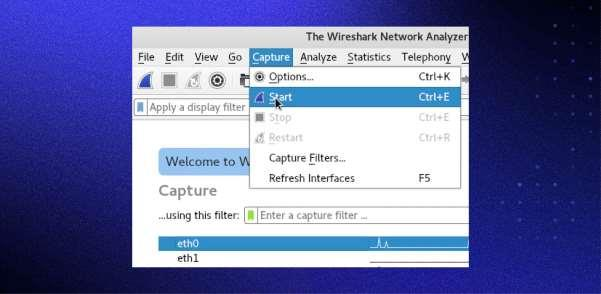 The Wireshark Network Analyzer
File Edit View Go Capture Analyze Statistics Telephony
Options... Ctrl+K
Start Ctrl+E
Apply a display filter
Stop Ctrl+E
Restart Ctrl+R
Welcome to W
Capture Filters...
Refresh Interfaces F5
Capture
...using this filter: Enter a capture filter ...
eth0
eth1